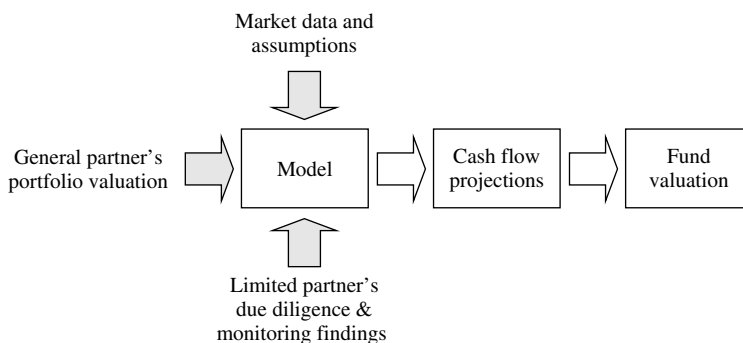 Market data and
assumptions
General partner's
portfolio valuation
Model
Cash flow
projections
Fund
valuation
Limited partner's
due diligence &
monitoring findings